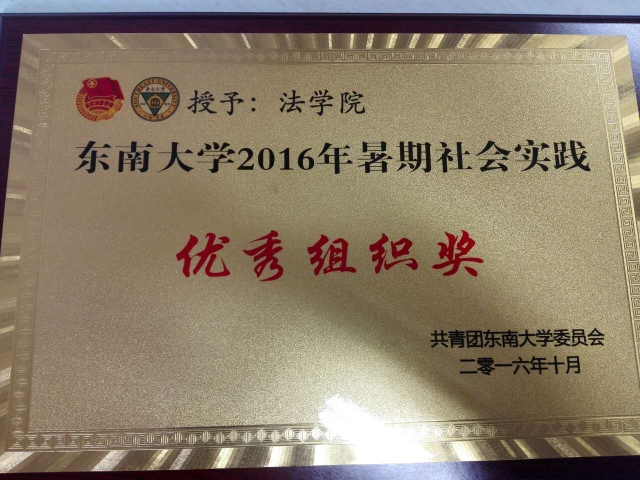 授予：法学院
东南大学2016年暑期社会实践
优秀组织奖
共青团东南大学委员会
二零一六年十月